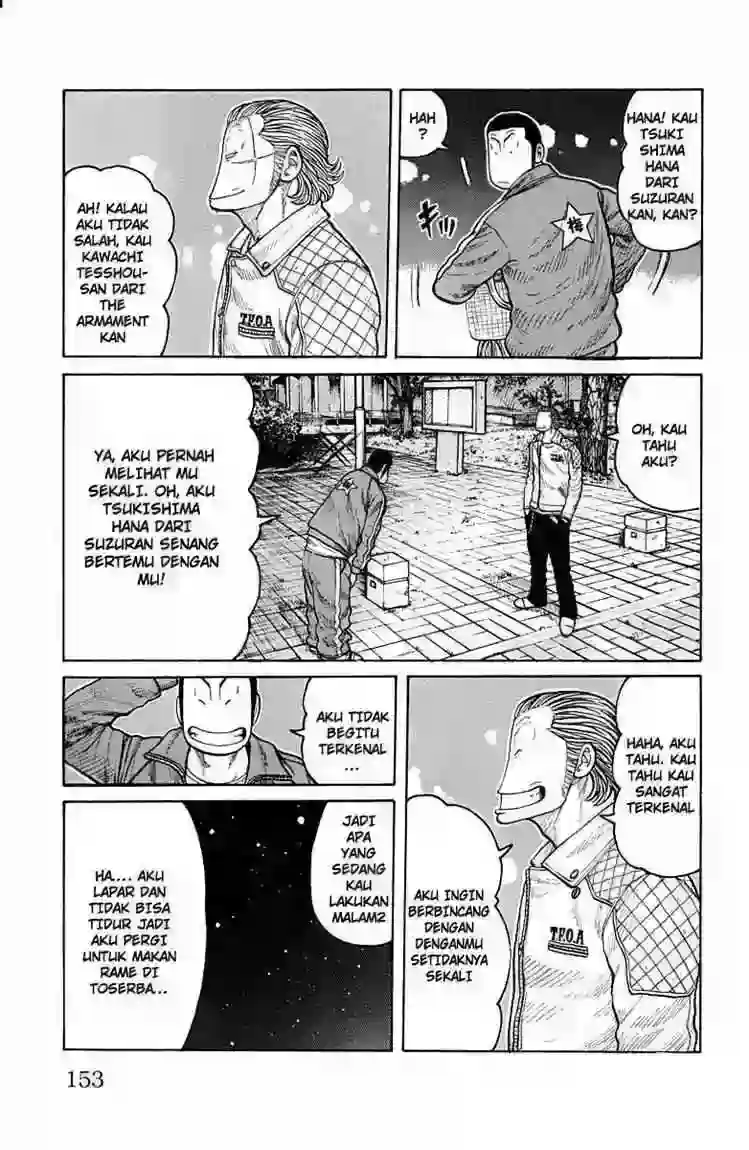 HANA! KAU
TSUKI
SHIMA
HANA
DARI
SUZURAN
KAN, KAN?
HAH
?
梅
キッ
AH! KALAU
AKU TIDAK
SALAH, KAU
KAWACHI
TESSHOU-
SAN DARI
THE
ARMAMENT
KAN
T.F.O.A
OH, KAU
TAHU
AKU?
YA, AKU PERNAH
MELIHAT MU
SEKALI. OH, AKU
TSUKISHIMA
HANA DARI
SUZURAN SENANG
BERTEMU DENGAN
MU!
HAHA, AKU
TAHU. KAU
TAHU KAU
SANGAT
TERKENAL
AKU INGIN
BERBINCANG
DENGAN
DENGANMU
SETIDAKNYA
SEKALI
T.F.O.A
AKU TIDAK
BEGITU
TERKENAL
...
JADI
APA
YANG
SEDANG
KAU
LAKUKAN
MALAM2
HA.... AKU
LAPAR DAN
TIDAK BISA
TIDUR JADI
AKU PERGI
UNTUK MAKAN
RAME DI
TOSERBA...
153